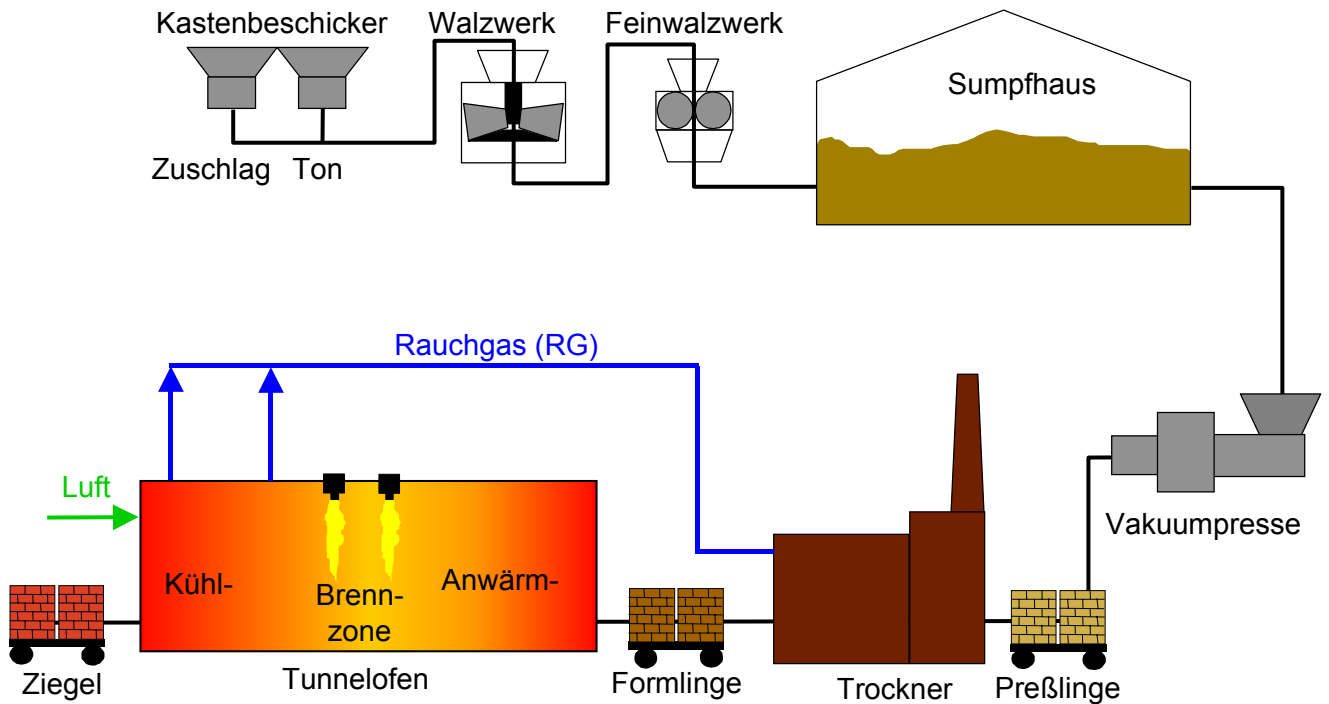 Kastenbeschicker
Walzwerk
Feinwalzwerk
Sumpfhaus
Zuschlag
Ton
Rauchgas (RG)
Luft
Vakuumpresse
Kühl-
Brenn-
zone
Anwärm-
Ziegel
Tunnelofen
Formlinge
Trockner
Preßlinge